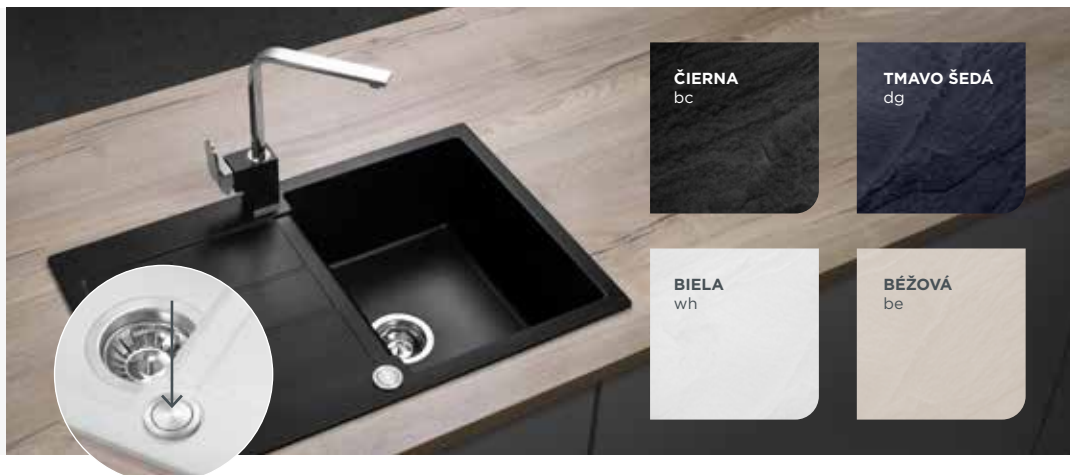 ČIERNA
bc
TMAVO ŠEDÁ
dg
BIELA
wh
BÉŽOVÁ
be